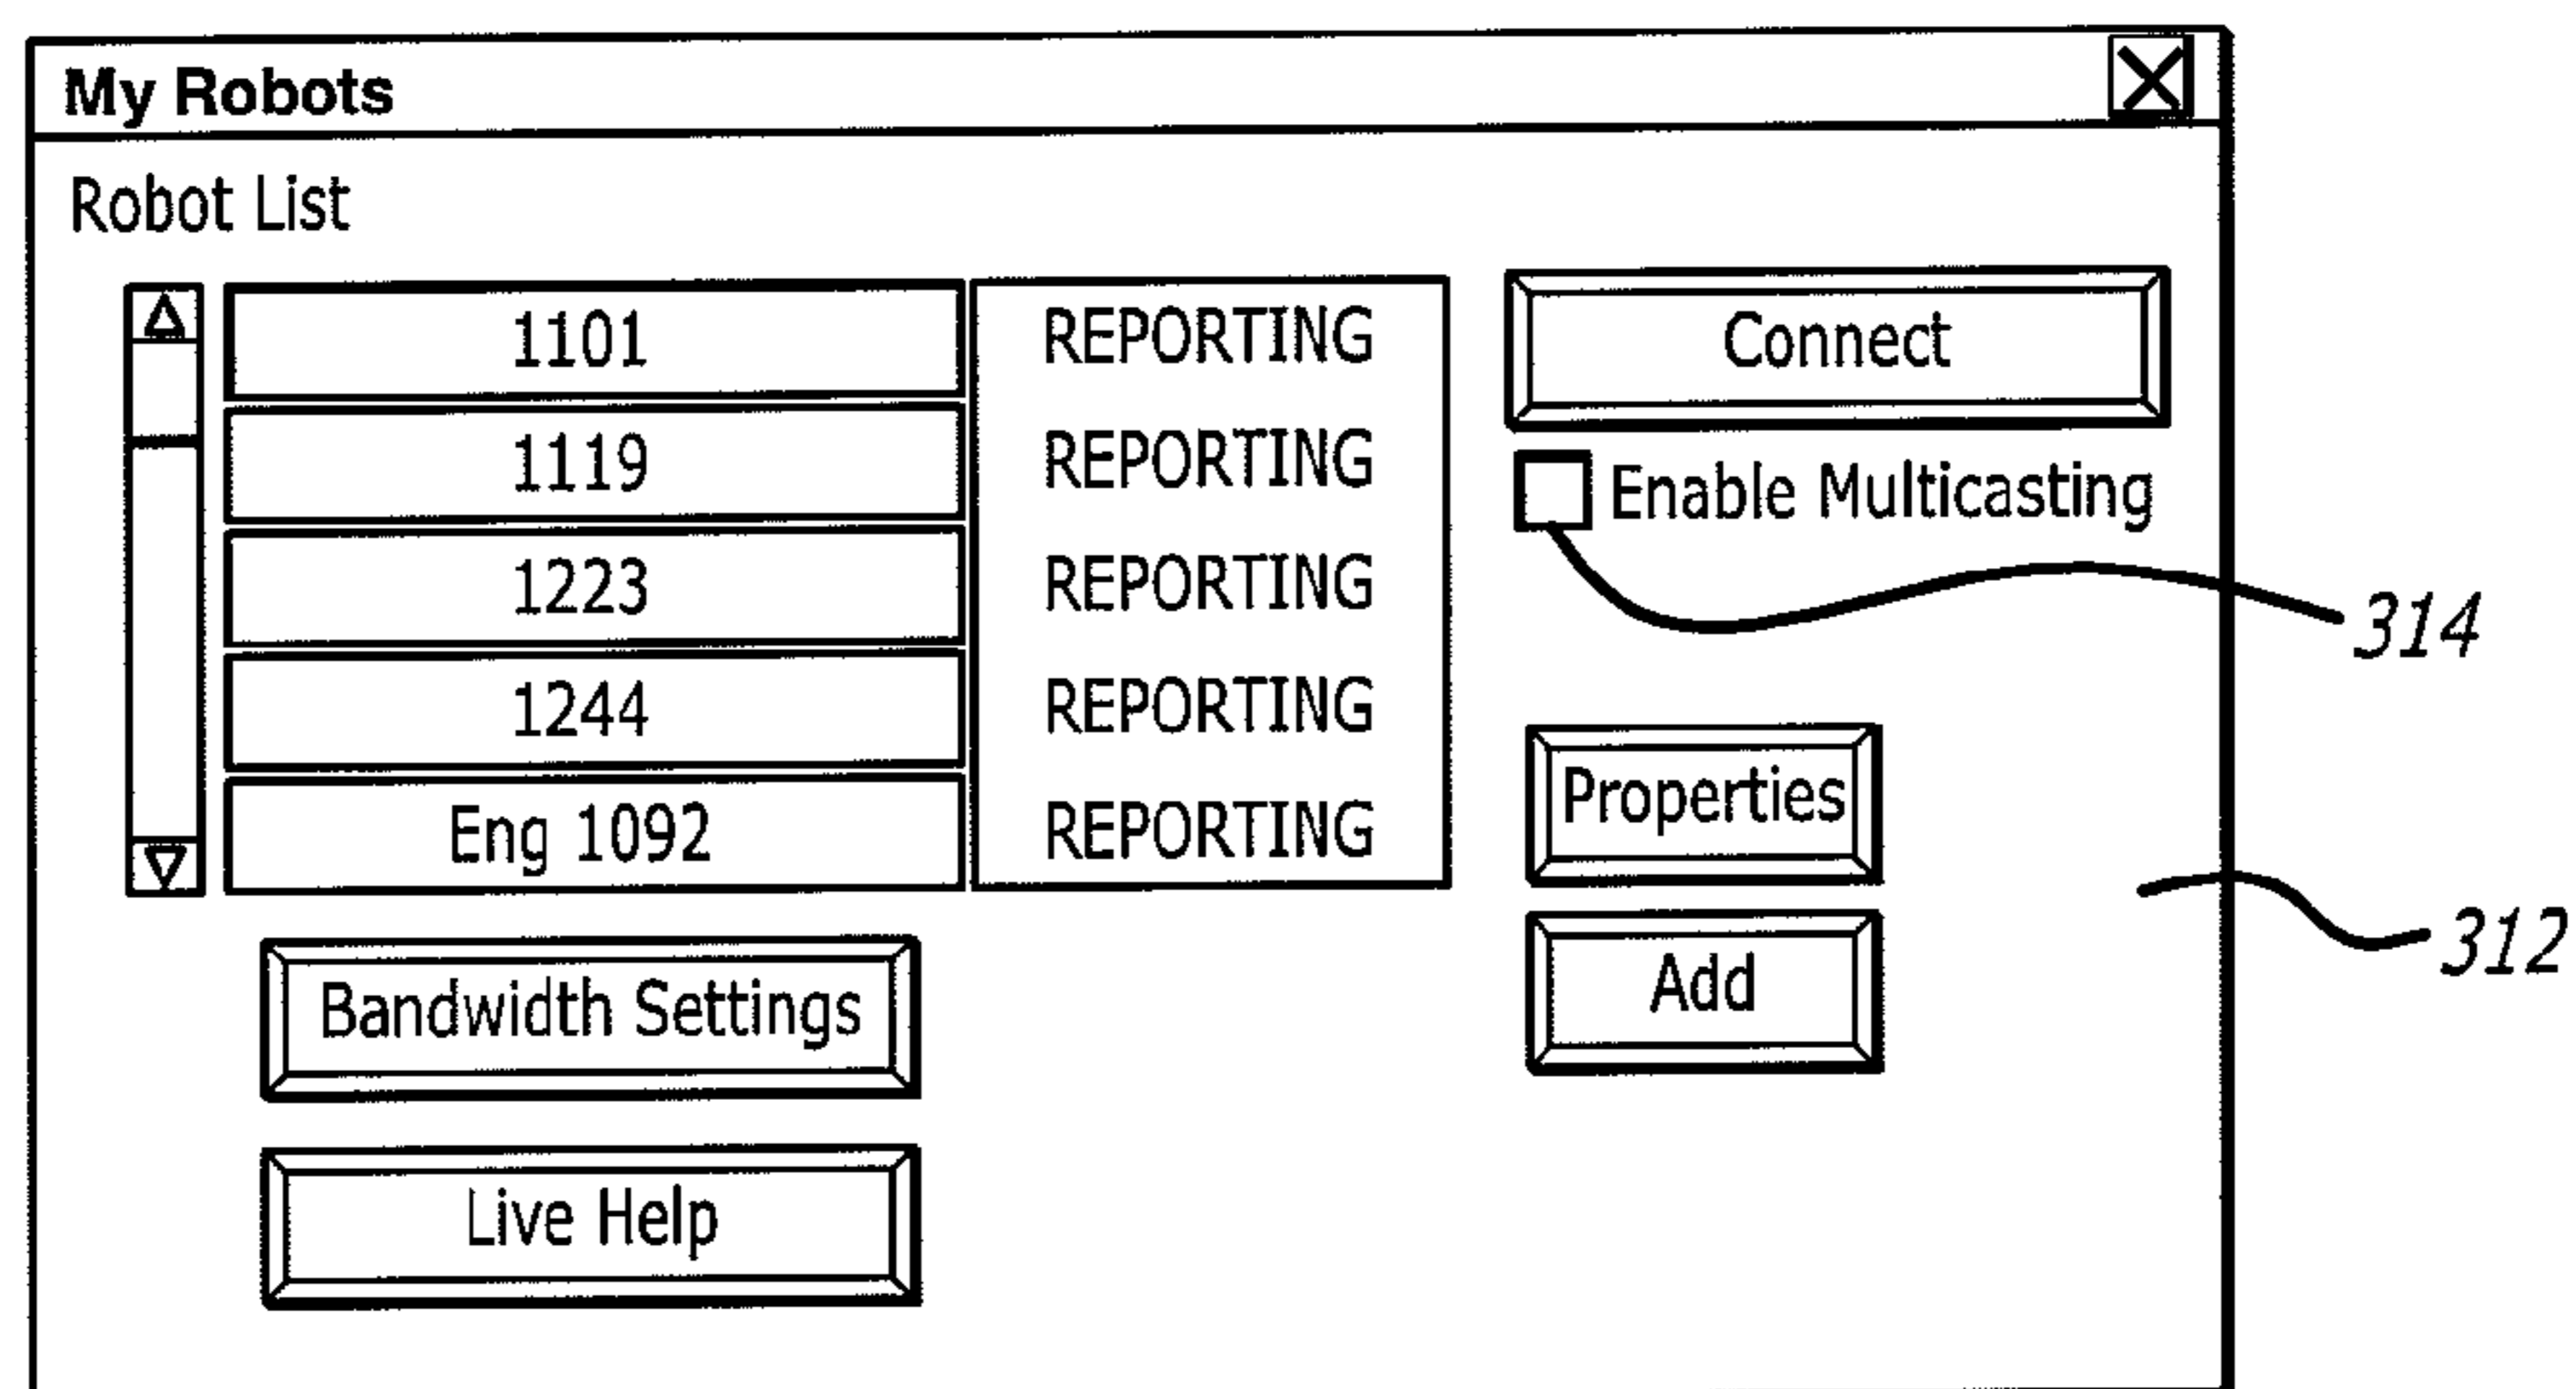 My Robots
Robot List
1101 REPORTING Connect
1119 REPORTING Enable Multicasting
1223 REPORTING
314
1244 REPORTING
Properties
Eng 1092 REPORTING
312
Bandwidth Settings Add
Live Help